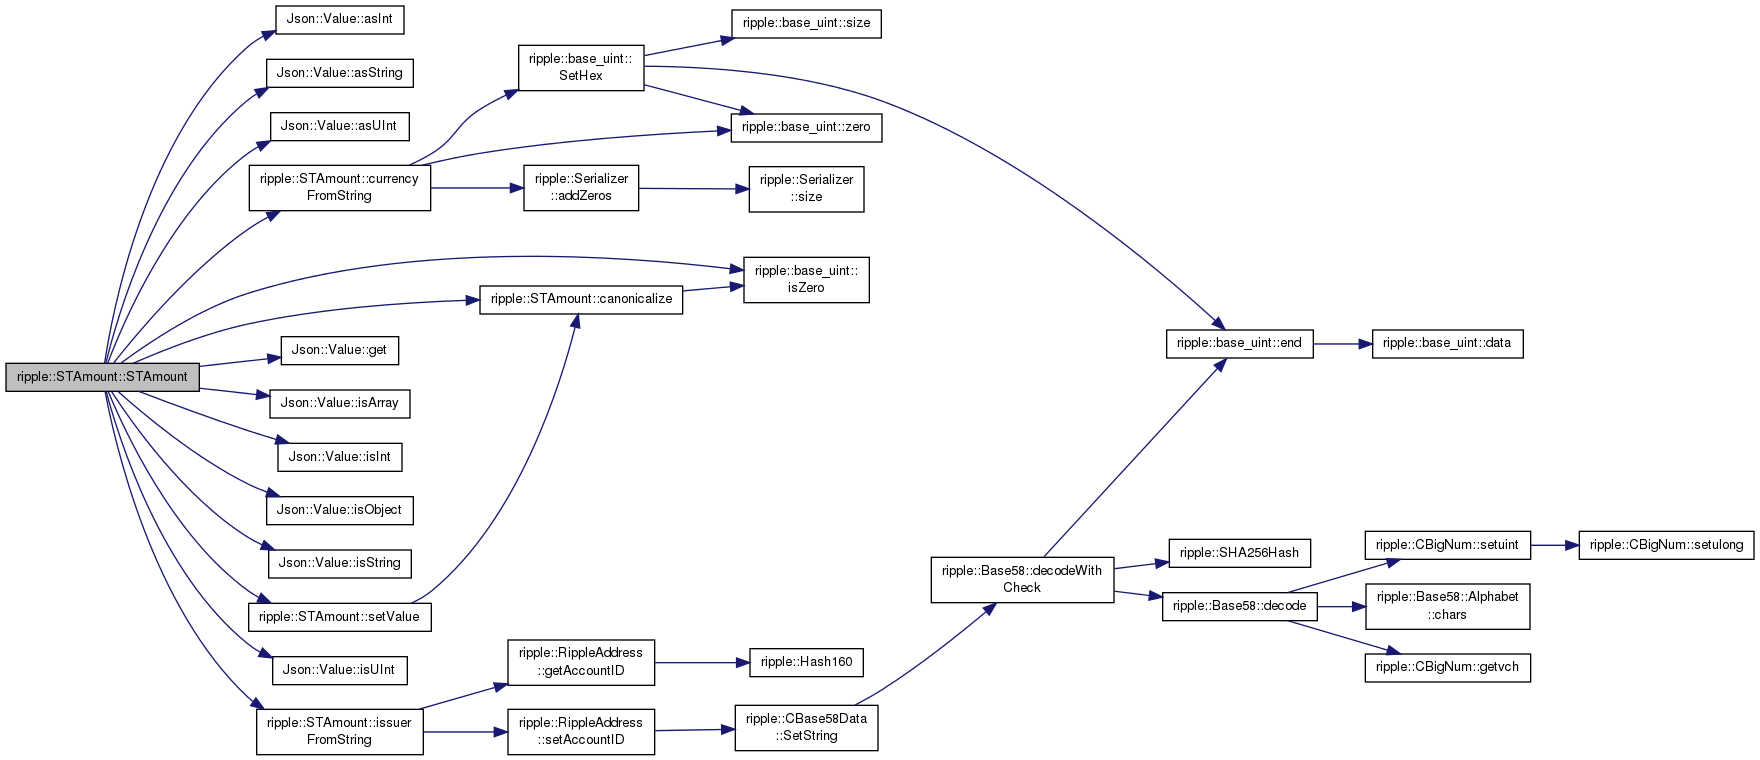 Json::Value::asInt
Json::Value::asString
Json::Value::asUInt
ripple::STAmount::currency
FromString
ripple::STAmount::canonicalize
Json::Value::get
ripple::STAmount::STAmount
Json::Value::isArray
Json::Value::isInt
Json::Value::isObject
Json::Value::isString
ripple::STAmount::setValue
Json::Value::isUInt
ripple::STAmount::issuer
FromString
ripple::base_uint::
SetHex
ripple::Serializer
::addZeros
ripple::RippleAddress
::getAccountID
ripple::RippleAddress
::setAccountID
ripple::base_uint::size
ripple::base_uint::zero
ripple::Serializer
::size
ripple::base_uint::
isZero
ripple::Hash160
ripple::CBase58Data
::SetString
ripple::Base58::decodeWith
Check
ripple::base_uint::end
ripple::SHA256Hash
ripple::Base58::decode
ripple::base_uint::data
ripple::CBigNum::setuint
ripple::Base58::Alphabet
::chars
ripple::CBigNum::getvch
ripple::CBigNum::setulong